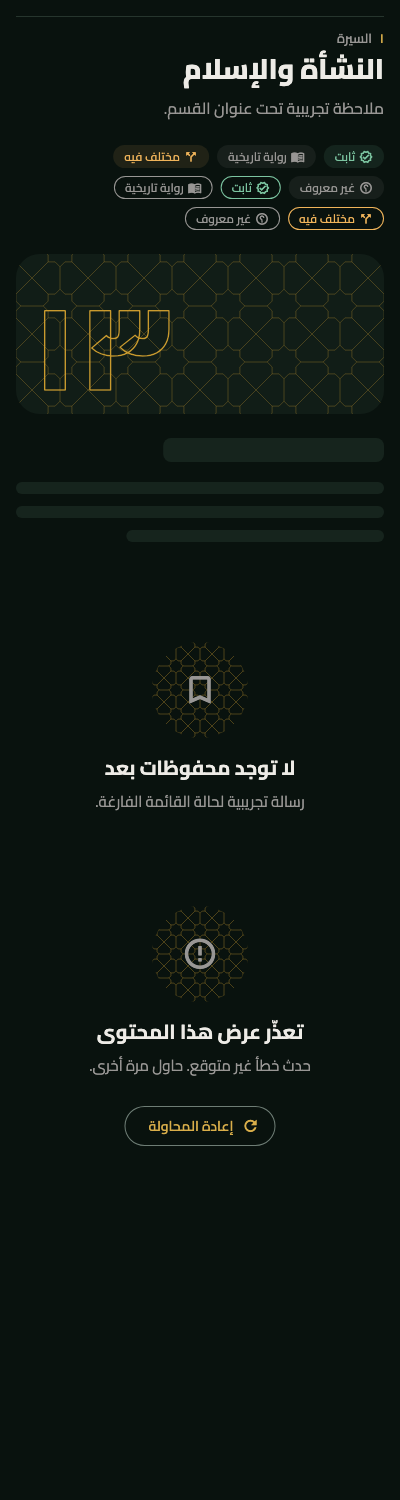 ١ السيرة
النشأة والإسلام
ملاحظة تجريبية تحت عنوان القسم.
ثابت رواية تاريخية مختلف فيه
غير معروف ثابت رواية تاريخية
مختلف فيه غير معروف
١٣
لا توجد محفوظات بعد
رسالة تجريبية لحالة القائمة الفارغة.
تعذّر عرض هذا المحتوى
حدث خطأ غير متوقع. حاول مرة أخرى.
إعادة المحاولة